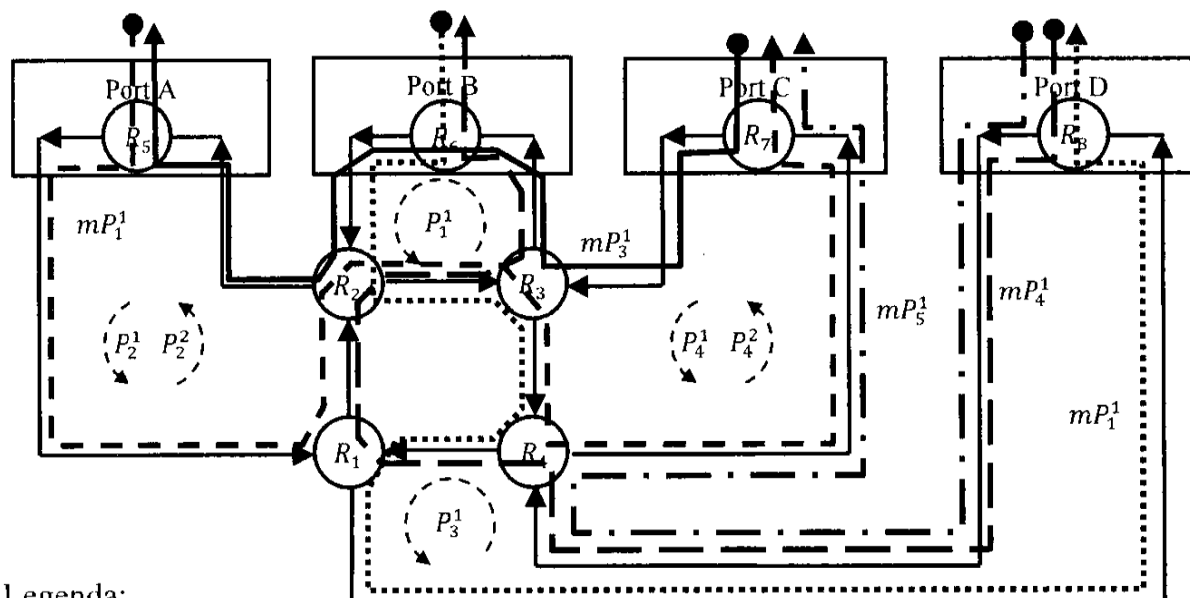 Port A Port B Port C Port D
R₅ R₆ R₇ R₈
mP₁¹ P₁¹ mP₃¹
R₂ R₃ mP₅¹ mP₄¹
P₂¹ P₂² P₄¹ P₄²
mP₁¹
R₁ R₄
P₃¹
Legenda: